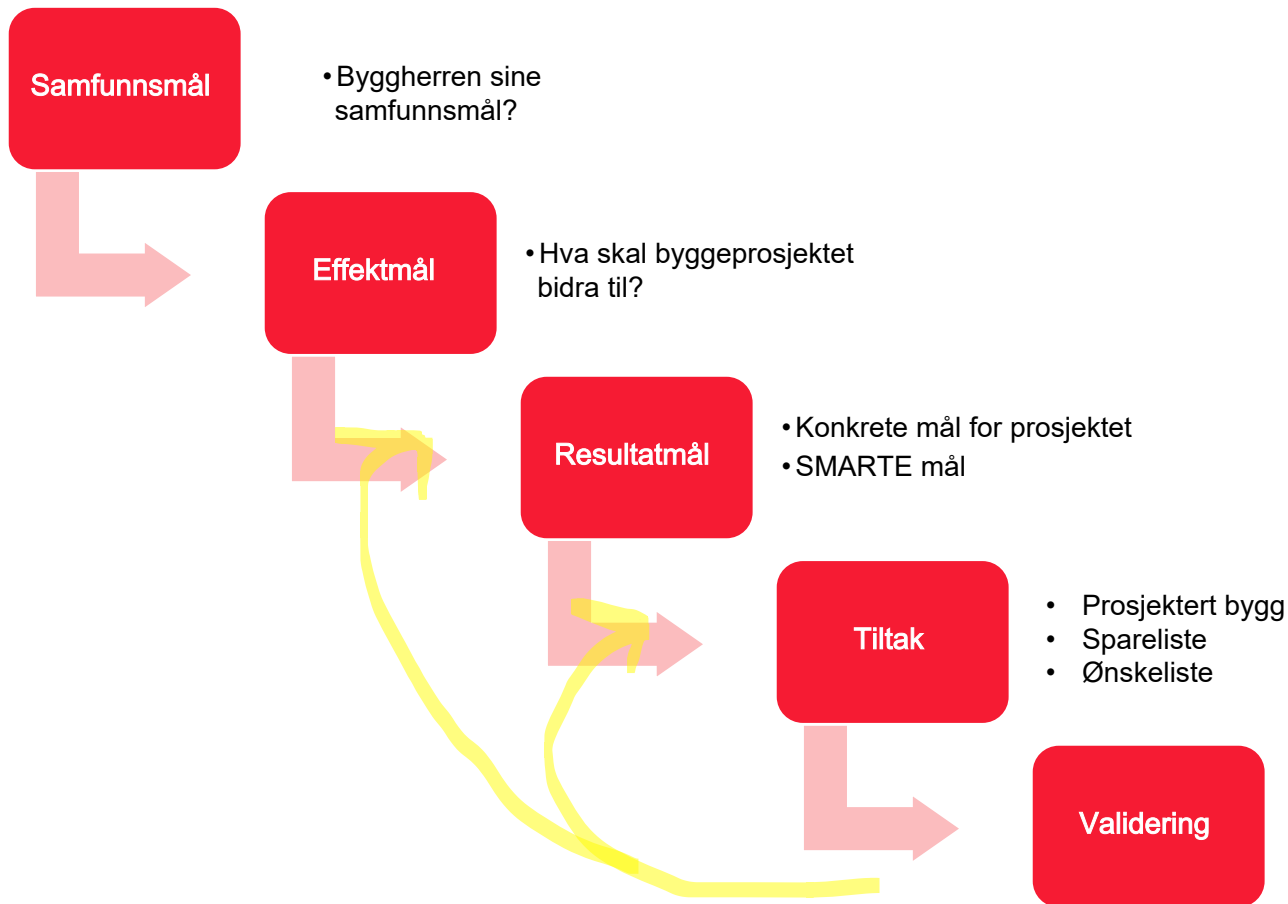 Samfunnsmål
• Byggherren sine
samfunnsmål?
Effektmål
• Hva skal byggeprosjektet
bidra til?
Resultatmål
• Konkrete mål for prosjektet
• SMARTE mål
Tiltak
• Prosjektert bygg
• Spareliste
• Ønskeliste
Validering